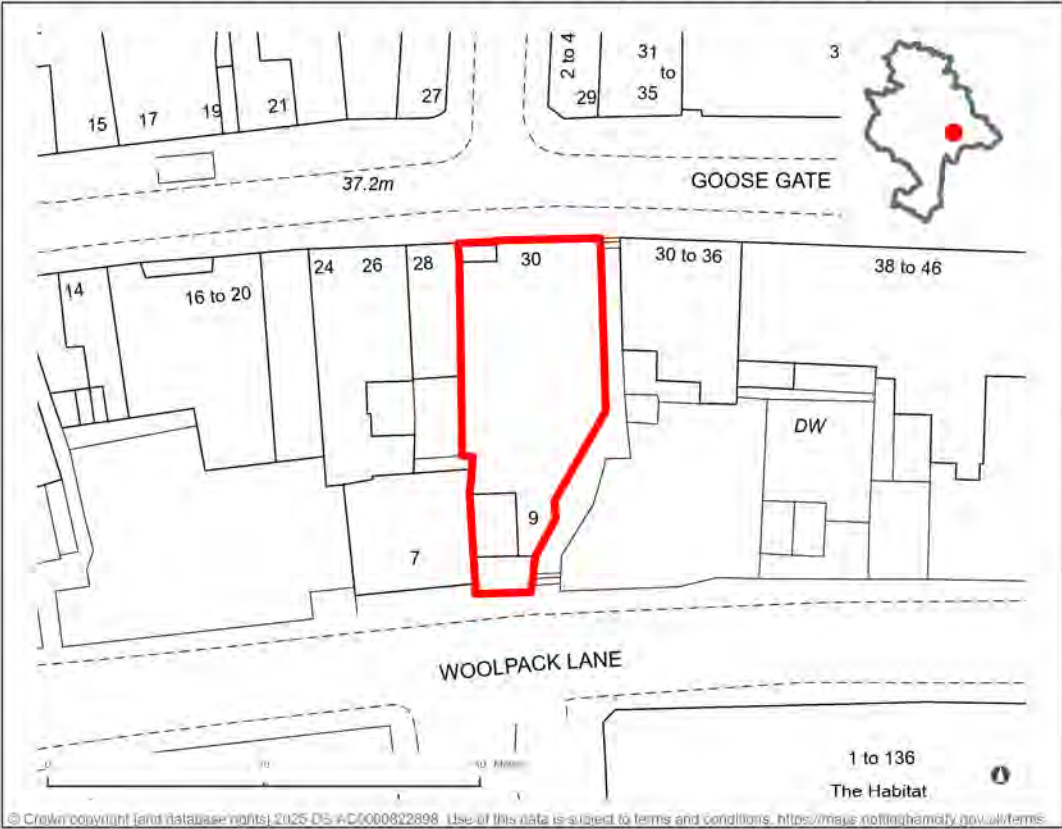 2 to 4
31
to
35
3
15
17
19
21
27
29
37.2m
GOOSE GATE
14
16 to 20
24
26
28
30
30 to 36
38 to 46
DW
9
7
WOOLPACK LANE
1 to 136
The Habitat
© Crown copyright [and database rights] 2025 OS AC0000822898. Use of this data is subject to terms and conditions, https://maps.nottinghamcity.gov.uk/terms.